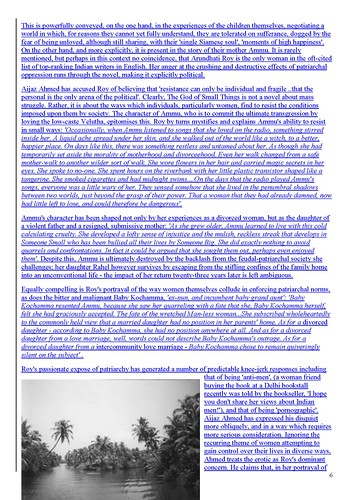 This is powerfully conveyed, on the one hand, in the experiences of the children themselves, negotiating a
world in which, for reasons they cannot yet fully understand, they are tolerated on sufferance, dogged by the
fear of being unloved, although still sharing, with their 'single Siamese soul', 'moments of high happiness'.
On the other hand, and more explicitly, it is present in the story of their mother Ammu. It is rarely
mentioned, but perhaps in this context no coincidence, that Arundhati Roy is the only woman in the oft-cited
list of top-ranking Indian writers in English. Her anger at the crushing and destructive effects of patriarchal
oppression runs through the novel, making it explicitly political.
Aijaz Ahmed has accused Roy of believing that 'resistance can only be individual and fragile ...that the
personal is the only arena of the political'. Clearly, The God of Small Things is not a novel about mass
struggle. Rather, it is about the ways which individuals, particularly women, find to resist the conditions
imposed upon them by society. The character of Ammu, who is to commit the ultimate transgression by
loving the low-caste Velutha, epitomises this. Roy by turns mystifies and explains Ammu's ability to resist
in small ways: 'Occasionally, when Ammu listened to songs that she loved on the radio, something stirred
inside her. A liquid ache spread under her skin, and she walked out of the world like a witch, to a better,
happier place. On days like this, there was something restless and untamed about her. As though she had
temporarily set aside the morality of motherhood and divorceehood. Even her walk changed from a safe
mother-walk to another wilder sort of walk. She wore flowers in her hair and carried magic secrets in her
eyes. She spoke to no-one. She spent hours on the riverbank with her little plastic transistor shaped like a
tangerine. She smoked cigarettes and had midnight swims....On the days that the radio played Ammu's
songs, everyone was a little wary of her. They sensed somehow that she lived in the penumbral shadows
between two worlds, just beyond the grasp of their power. That a woman that they had already damned, now
had little left to lose, and could therefore be dangerous'.
Ammu's character has been shaped not only by her experiences as a divorced woman, but as the daughter of
a violent father and a resigned, submissive mother: 'As she grew older, Ammu learned to live with this cold
calculating cruelty. She developed a lofty sense of injustice and the mulish, reckless streak that develops in
Someone Small who has been bullied all their lives by Someone Big. She did exactly nothing to avoid
quarrels and confrontations. In fact it could be argued that she sought them out, perhaps even enjoyed
them'. Despite this, Ammu is ultimately destroyed by the backlash from the feudal-patriarchal society she
challenges; her daughter Rahel however survives by escaping from the stifling confines of the family home
into an unconventional life - the impact of her return twenty-three years later is left ambiguous.
Equally compelling is Roy's portrayal of the way women themselves collude in enforcing patriarchal norms,
as does the bitter and malignant Baby Kochamma, 'ex-nun, and incumbent baby grand aunt': 'Baby
Kochamma resented Ammu, because she saw her quarreling with a fate that she, Baby Kochamma herself,
felt she had graciously accepted. The fate of the wretched Man-less woman...She subscribed wholeheartedly
to the commonly held view that a married daughter had no position in her parents' home. As for a divorced
daughter - according to Baby Kochamma, she had no position anywhere at all. And as for a divorced
daughter from a love marriage, well, words could not describe Baby Kochamma's outrage. As for a
divorced daughter from a intercommunity love marriage - Baby Kochamma chose to remain quiveringly
silent on the subject' .
Roy's passionate expose of patriarchy has generated a number of predictable knee-jerk responses including
that of being 'anti-men', (a woman friend
buying the book at a Delhi bookstall
recently was told by the bookseller, 'I hope
you don't share her views about Indian
men!'), and that of being 'pornographic'.
Aijaz Ahmed has expressed his disquiet
more obliquely, and in a way which requires
more serious consideration. Ignoring the
recurring theme of women attempting to
gain control over their lives in diverse ways,
Ahmed treats the erotic as Roy's dominant
concern. He claims that, in her portrayal of
6